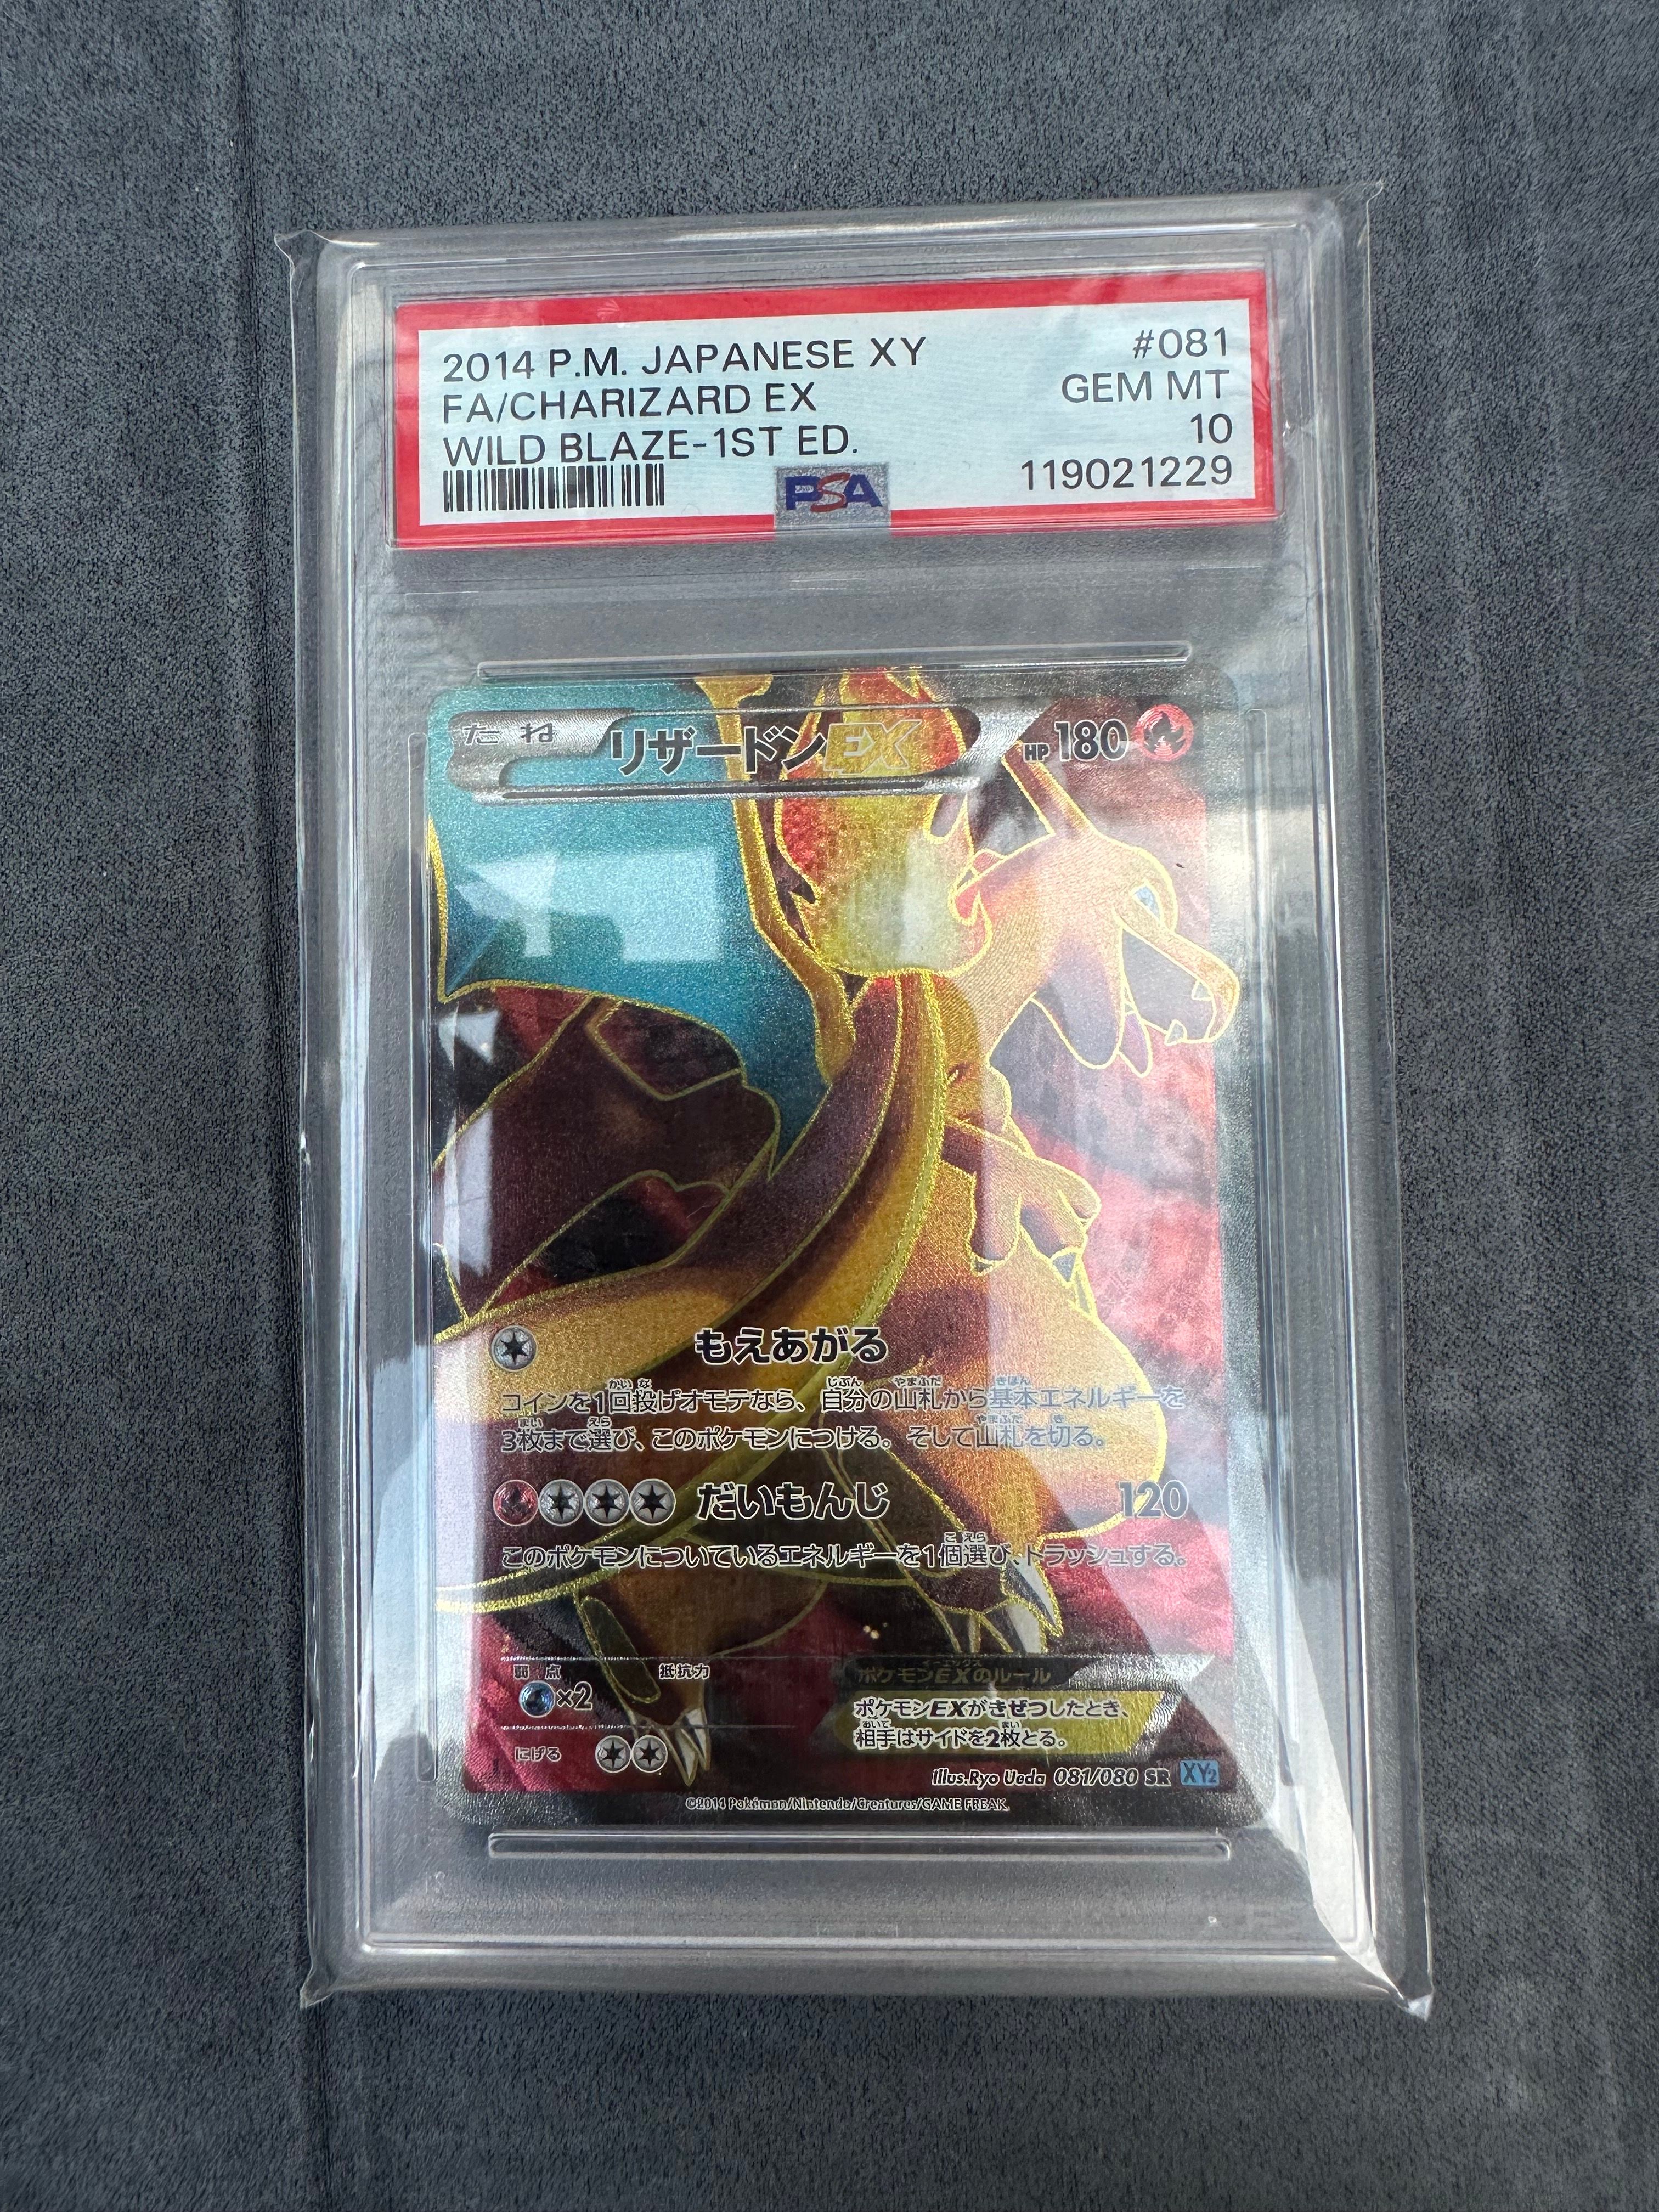 2014 P.M. JAPANESE XY #081
FA/CHARIZARD EX GEM MT
WILD BLAZE-1ST ED. 10
PSA 119021229
たね リザードンEX HP180
もえあがる
コインを1回投げオモテなら、自分の山札から基本エネルギーを
3枚まで選び、このポケモンにつける。そして山札を切る。
だいもんじ 120
このポケモンについているエネルギーを1個選び、トラッシュする。
弱点 抵抗力
×2
にげる
ポケモンEXのルール
ポケモンEXがきぜつしたとき、
相手はサイドを2枚とる。
Illus.Ryo Ueda 081/080 SR XY2
©2014 Pokémon/Nintendo/Creatures/GAME FREAK.